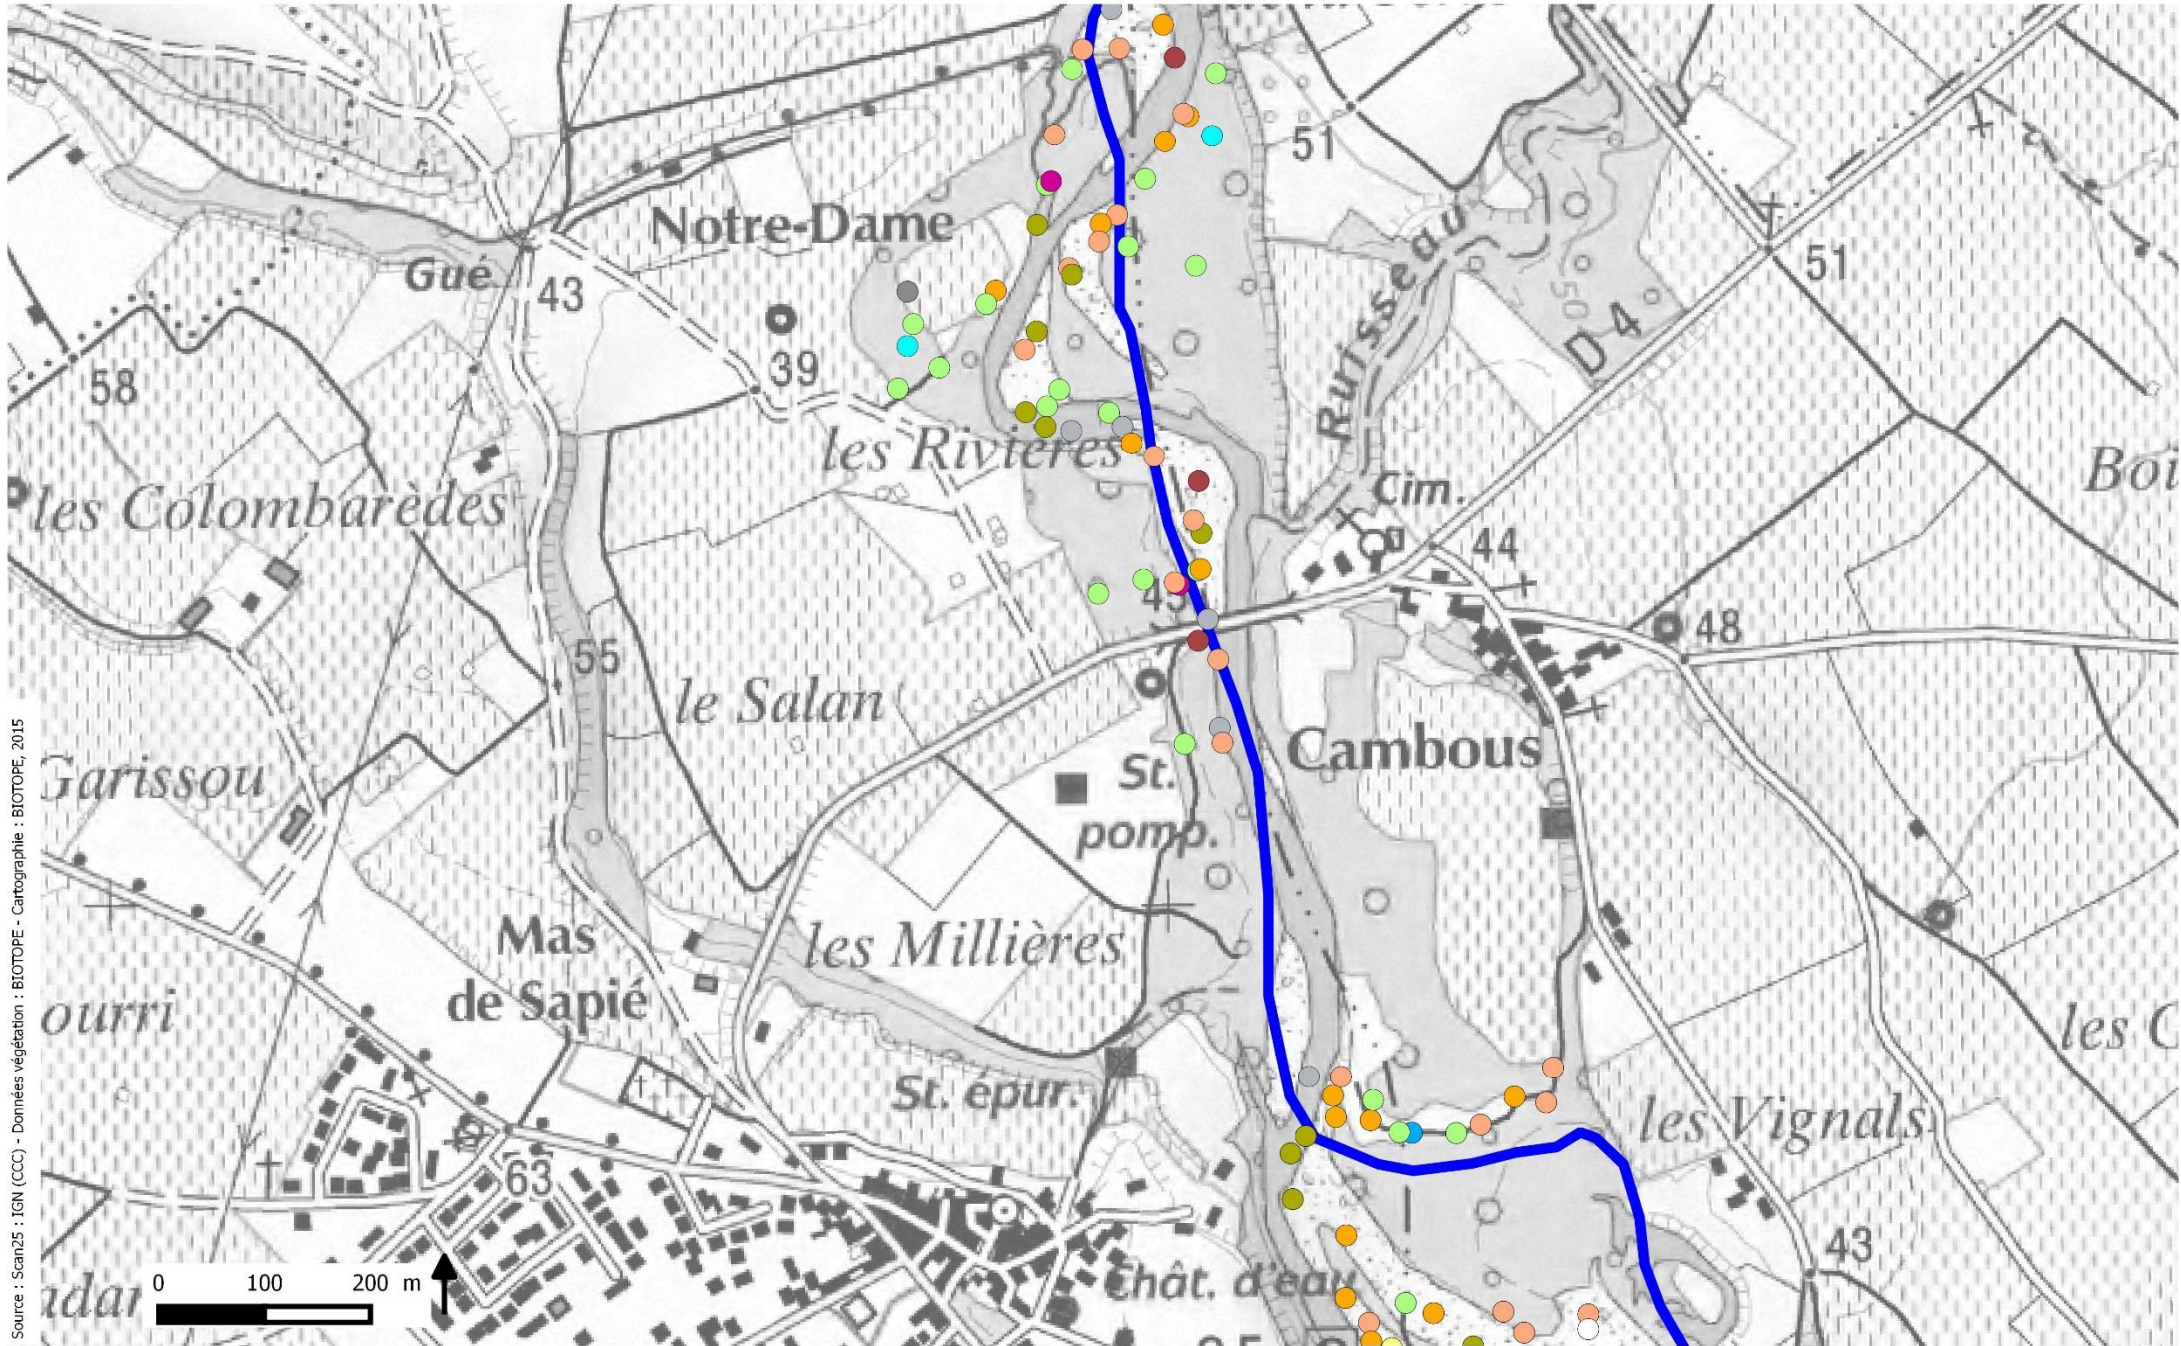 51
Notre-Dame
Gué
43
Ruisseau
50
51
D 4
39
58
les Rivières
Cim.
les Colombarèdes
44
48
55
le Salan
Cambous
Garissou
St.
pomp.
Mas
de Sapié
les Millières
ourri
les C
St. épur.
les Vignals
63
43
Chât. d'eau
0 100 200 m
Source : Scan25 : IGN (CCC) - Données végétation : BIOTOPE - Cartographie : BIOTOPE, 2015